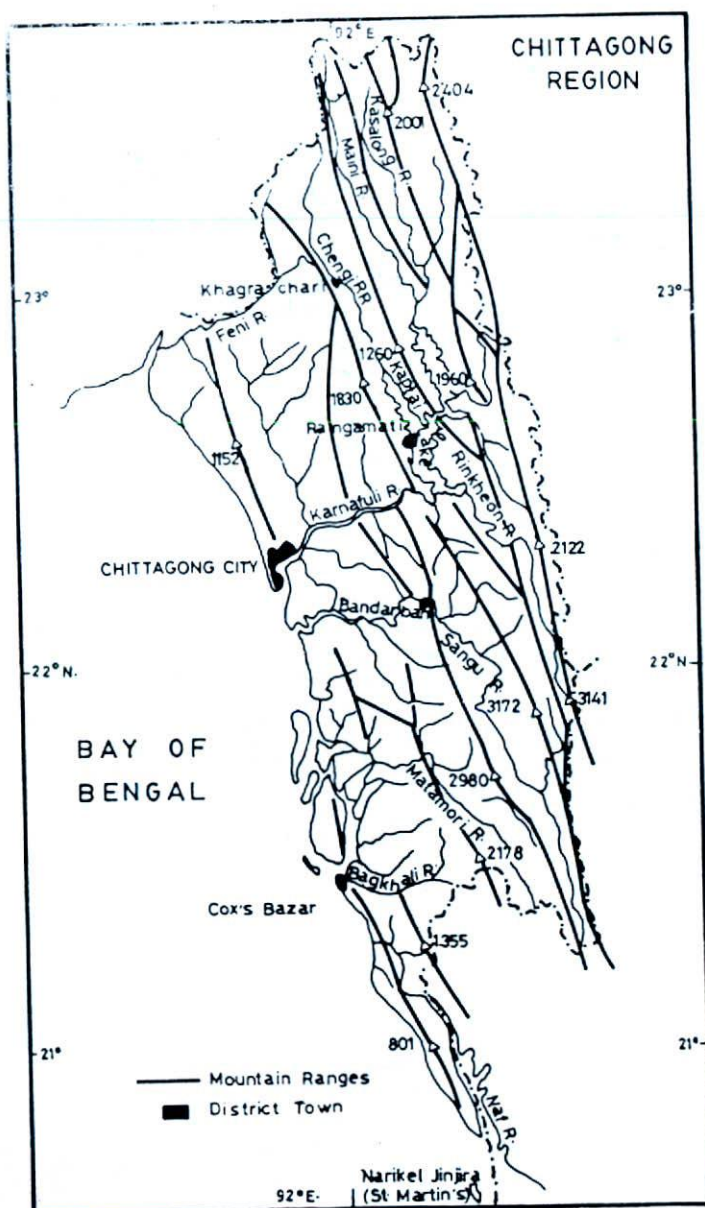 92° E
CHITTAGONG
REGION
2404
2001
Kasalong R.
Maini R.
Chengi RR
23°
23°
Khagrachari
Feni R.
1260
1960
1830
Kaptai
Lake
Rangamati
Rinkheon R.
1152
Karnafuli R.
2122
CHITTAGONG CITY
Bandarban
Sangu R.
22° N.
22° N
3172
3141
BAY OF
BENGAL
2980
Matamori R.
2178
Bagkhali R.
Cox's Bazar
1355
801
21°
21°
Mountain Ranges
District Town
Naf R.
Narikel Jinjira
(St. Martin's)
92° E.